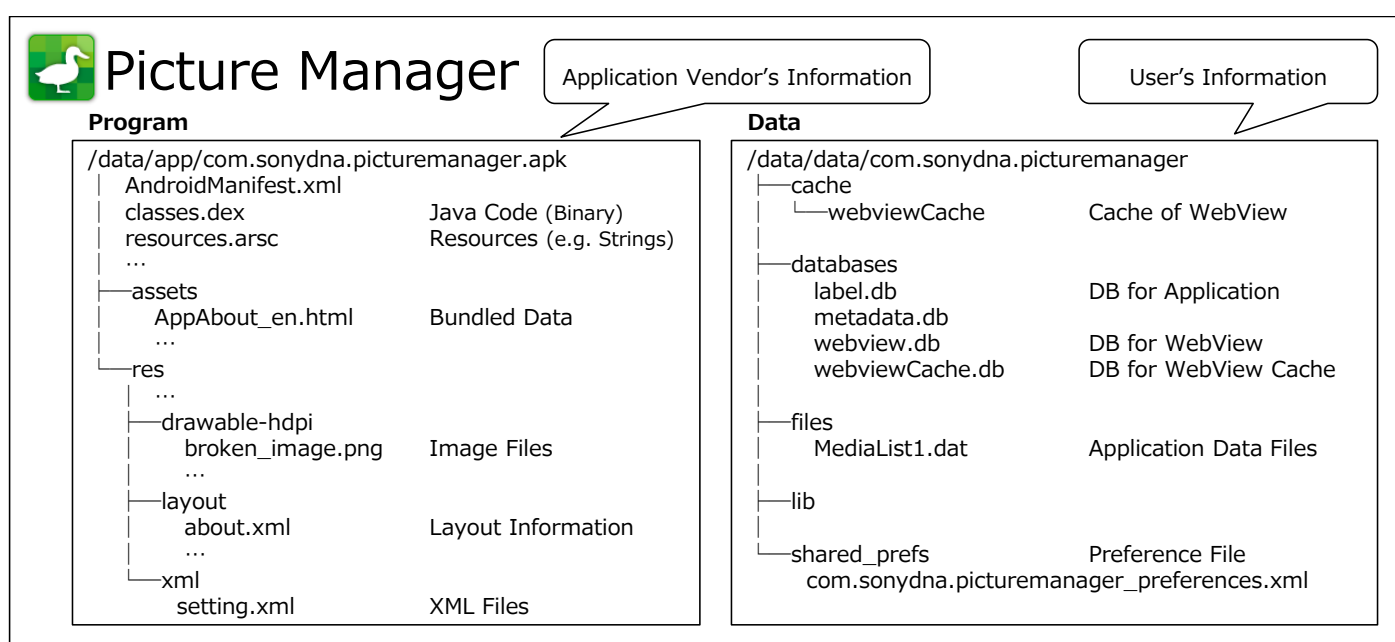 Picture Manager
Application Vendor's Information
User's Information
Program
/data/app/com.sonydna.picturemanager.apk
AndroidManifest.xml
classes.dex Java Code (Binary)
resources.arsc Resources (e.g. Strings)
…
assets
AppAbout_en.html Bundled Data
…
res
…
drawable-hdpi
broken_image.png Image Files
…
layout
about.xml Layout Information
…
xml
setting.xml XML Files
Data
/data/data/com.sonydna.picturemanager
cache
webviewCache Cache of WebView
databases
label.db DB for Application
metadata.db
webview.db DB for WebView
webviewCache.db DB for WebView Cache
files
MediaList1.dat Application Data Files
lib
shared_prefs Preference File
com.sonydna.picturemanager_preferences.xml